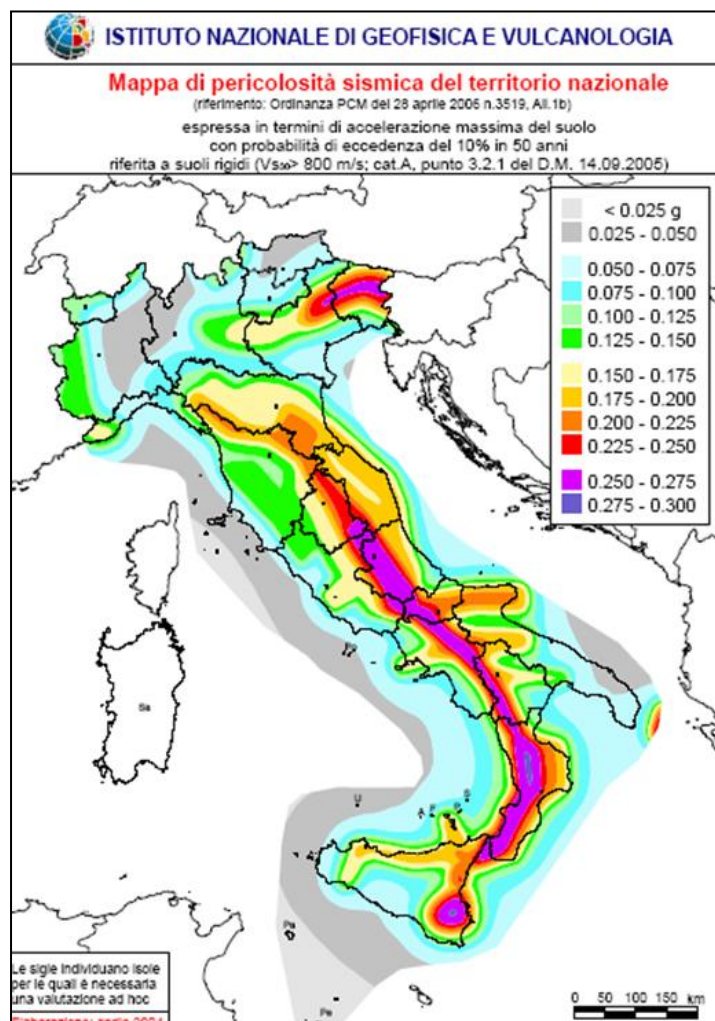 ISTITUTO NAZIONALE DI GEOFISICA E VULCANOLOGIA
Mappa di pericolosità sismica del territorio nazionale
(riferimento: Ordinanza PCM del 28 aprile 2006 n.3519, All.1b)
espressa in termini di accelerazione massima del suolo
con probabilità di eccedenza del 10% in 50 anni
riferita a suoli rigidi (Vs₃₀> 800 m/s; cat.A, punto 3.2.1 del D.M. 14.09.2005)
< 0.025 g
0.025 - 0.050
0.050 - 0.075
0.075 - 0.100
0.100 - 0.125
0.125 - 0.150
0.150 - 0.175
0.175 - 0.200
0.200 - 0.225
0.225 - 0.250
0.250 - 0.275
0.275 - 0.300
Sa
U
A
Pa
Pe
Le sigle individuano isole
per le quali è necessaria
una valutazione ad hoc
Elaborazione: aprile 2004
0 50 100 150 km